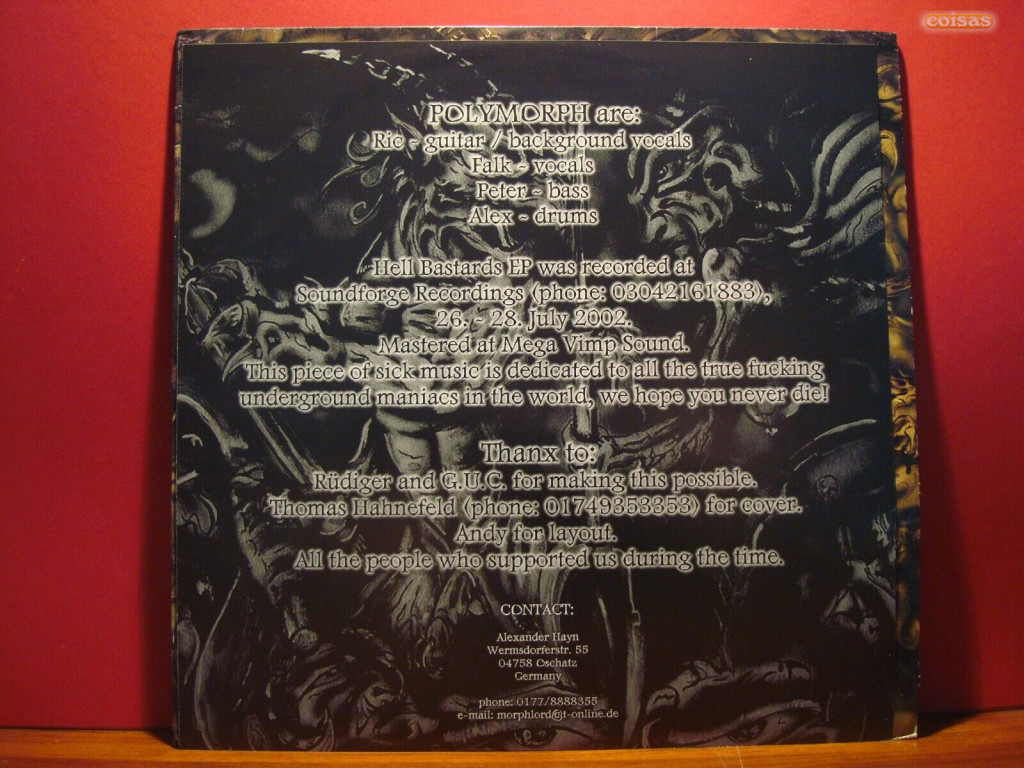 coisas
POLYMORPH are:
Ric - guitar / background vocals
Falk - vocals
Peter - bass
Alex - drums
Hell Bastards EP was recorded at
Soundforge Recordings (phone: 03042161883),
26. - 28. July 2002.
Mastered at Mega Vimp Sound.
This piece of sick music is dedicated to all the true fucking
underground maniacs in the world, we hope you never die!
Thanx to:
Rüdiger and G.U.C. for making this possible.
Thomas Hahnefeld (phone: 01749353353) for cover.
Andy for layout.
All the people who supported us during the time.
CONTACT:
Alexander Hayn
Wermsdorferstr. 55
04758 Oschatz
Germany
phone: 0177/8888355
e-mail: morphlord@t-online.de